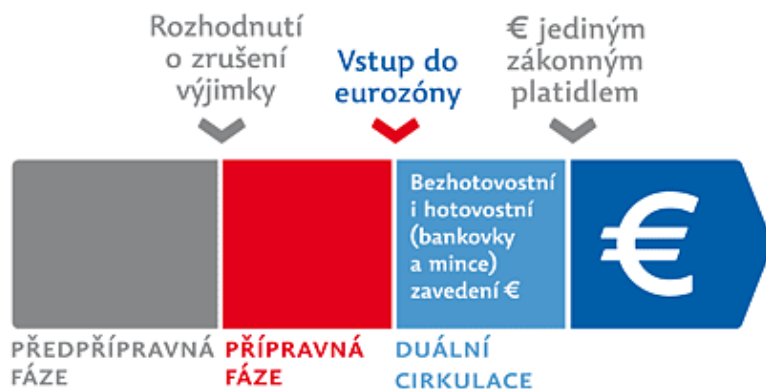 Rozhodnutí
o zrušení
výjimky
Vstup do
eurozóny
€ jediným
zákonným
platidlem
Bezhotovostní
i hotovostní
(bankovky
a mince)
zavedení €
€
PŘEDPŘÍPRAVNÁ
FÁZE
PŘÍPRAVNÁ
FÁZE
DUÁLNÍ
CIRKULACE